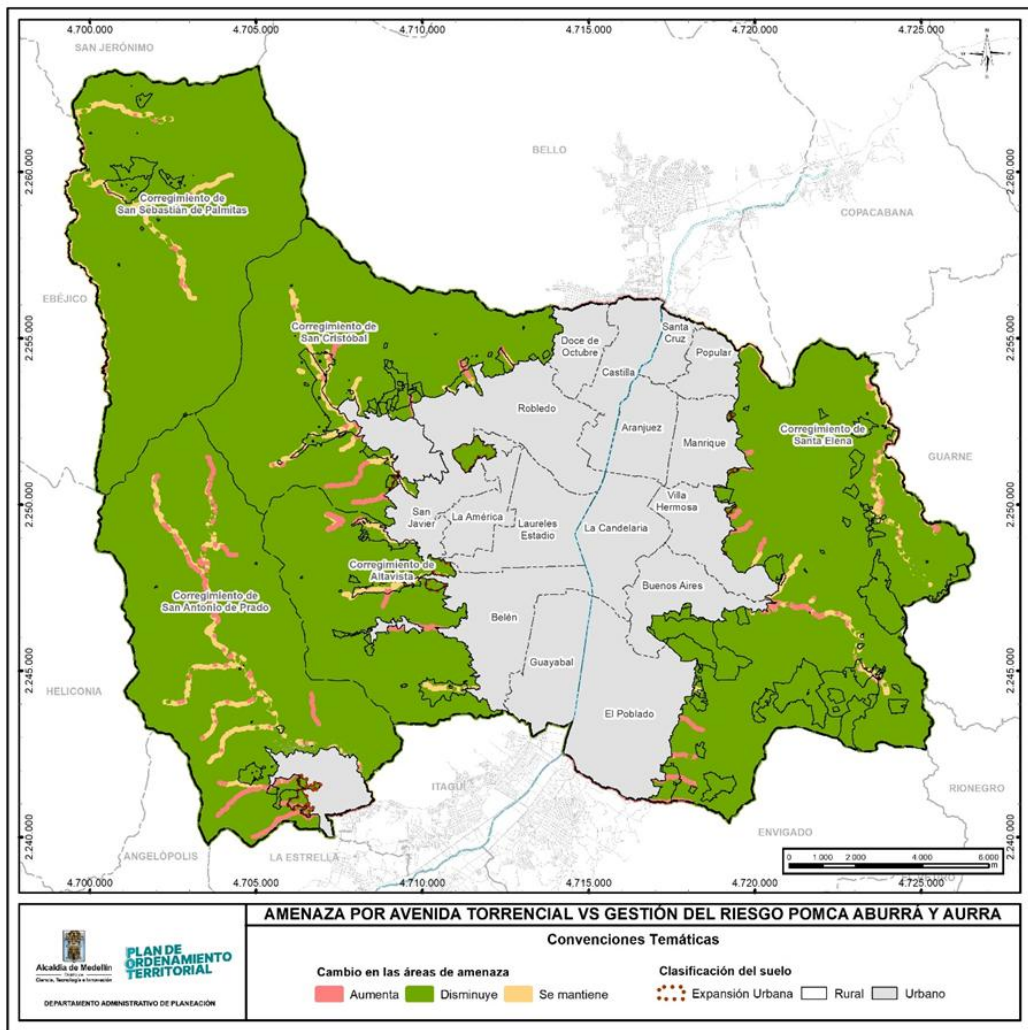 4.700.000 4.705.000 4.710.000 4.715.000 4.720.000 4.725.000
SAN JERÓNIMO
BELLO
2.260.000 2.260.000
Corregimiento de
San Sebastián de Palmitas
COPACABANA
EBÉJICO
2.255.000 2.255.000
Corregimiento de
San Cristóbal
Doce de
Octubre
Santa
Cruz
Popular
Castilla
Robledo
Aranjuez
Manrique
Corregimiento de
Santa Elena
GUARNE
2.250.000 2.250.000
San
Javier
La América
Laureles
Estadio
La Candelaria
Villa
Hermosa
Corregimiento de
Altavista
Buenos Aires
Corregimiento de
San Antonio de Prado
Belén
2.245.000 2.245.000
HELICONIA
Guayabal
El Poblado
ITAGÜÍ
RIONEGRO
2.240.000 2.240.000
ENVIGADO
ANGELÓPOLIS
LA ESTRELLA
0 1.000 2.000 4.000 6.000
m
4.700.000 4.705.000 4.710.000 4.715.000 4.720.000 4.725.000
AMENAZA POR AVENIDA TORRENCIAL VS GESTIÓN DEL RIESGO POMCA ABURRÁ Y AURRA
Convenciones Temáticas
Alcaldía de Medellín
Ciencia, Tecnología e Innovación
PLAN DE
ORDENAMIENTO
TERRITORIAL
DEPARTAMENTO ADMINISTRATIVO DE PLANEACIÓN
Cambio en las áreas de amenaza
Aumenta Disminuye Se mantiene
Clasificación del suelo
Expansión Urbana Rural Urbano